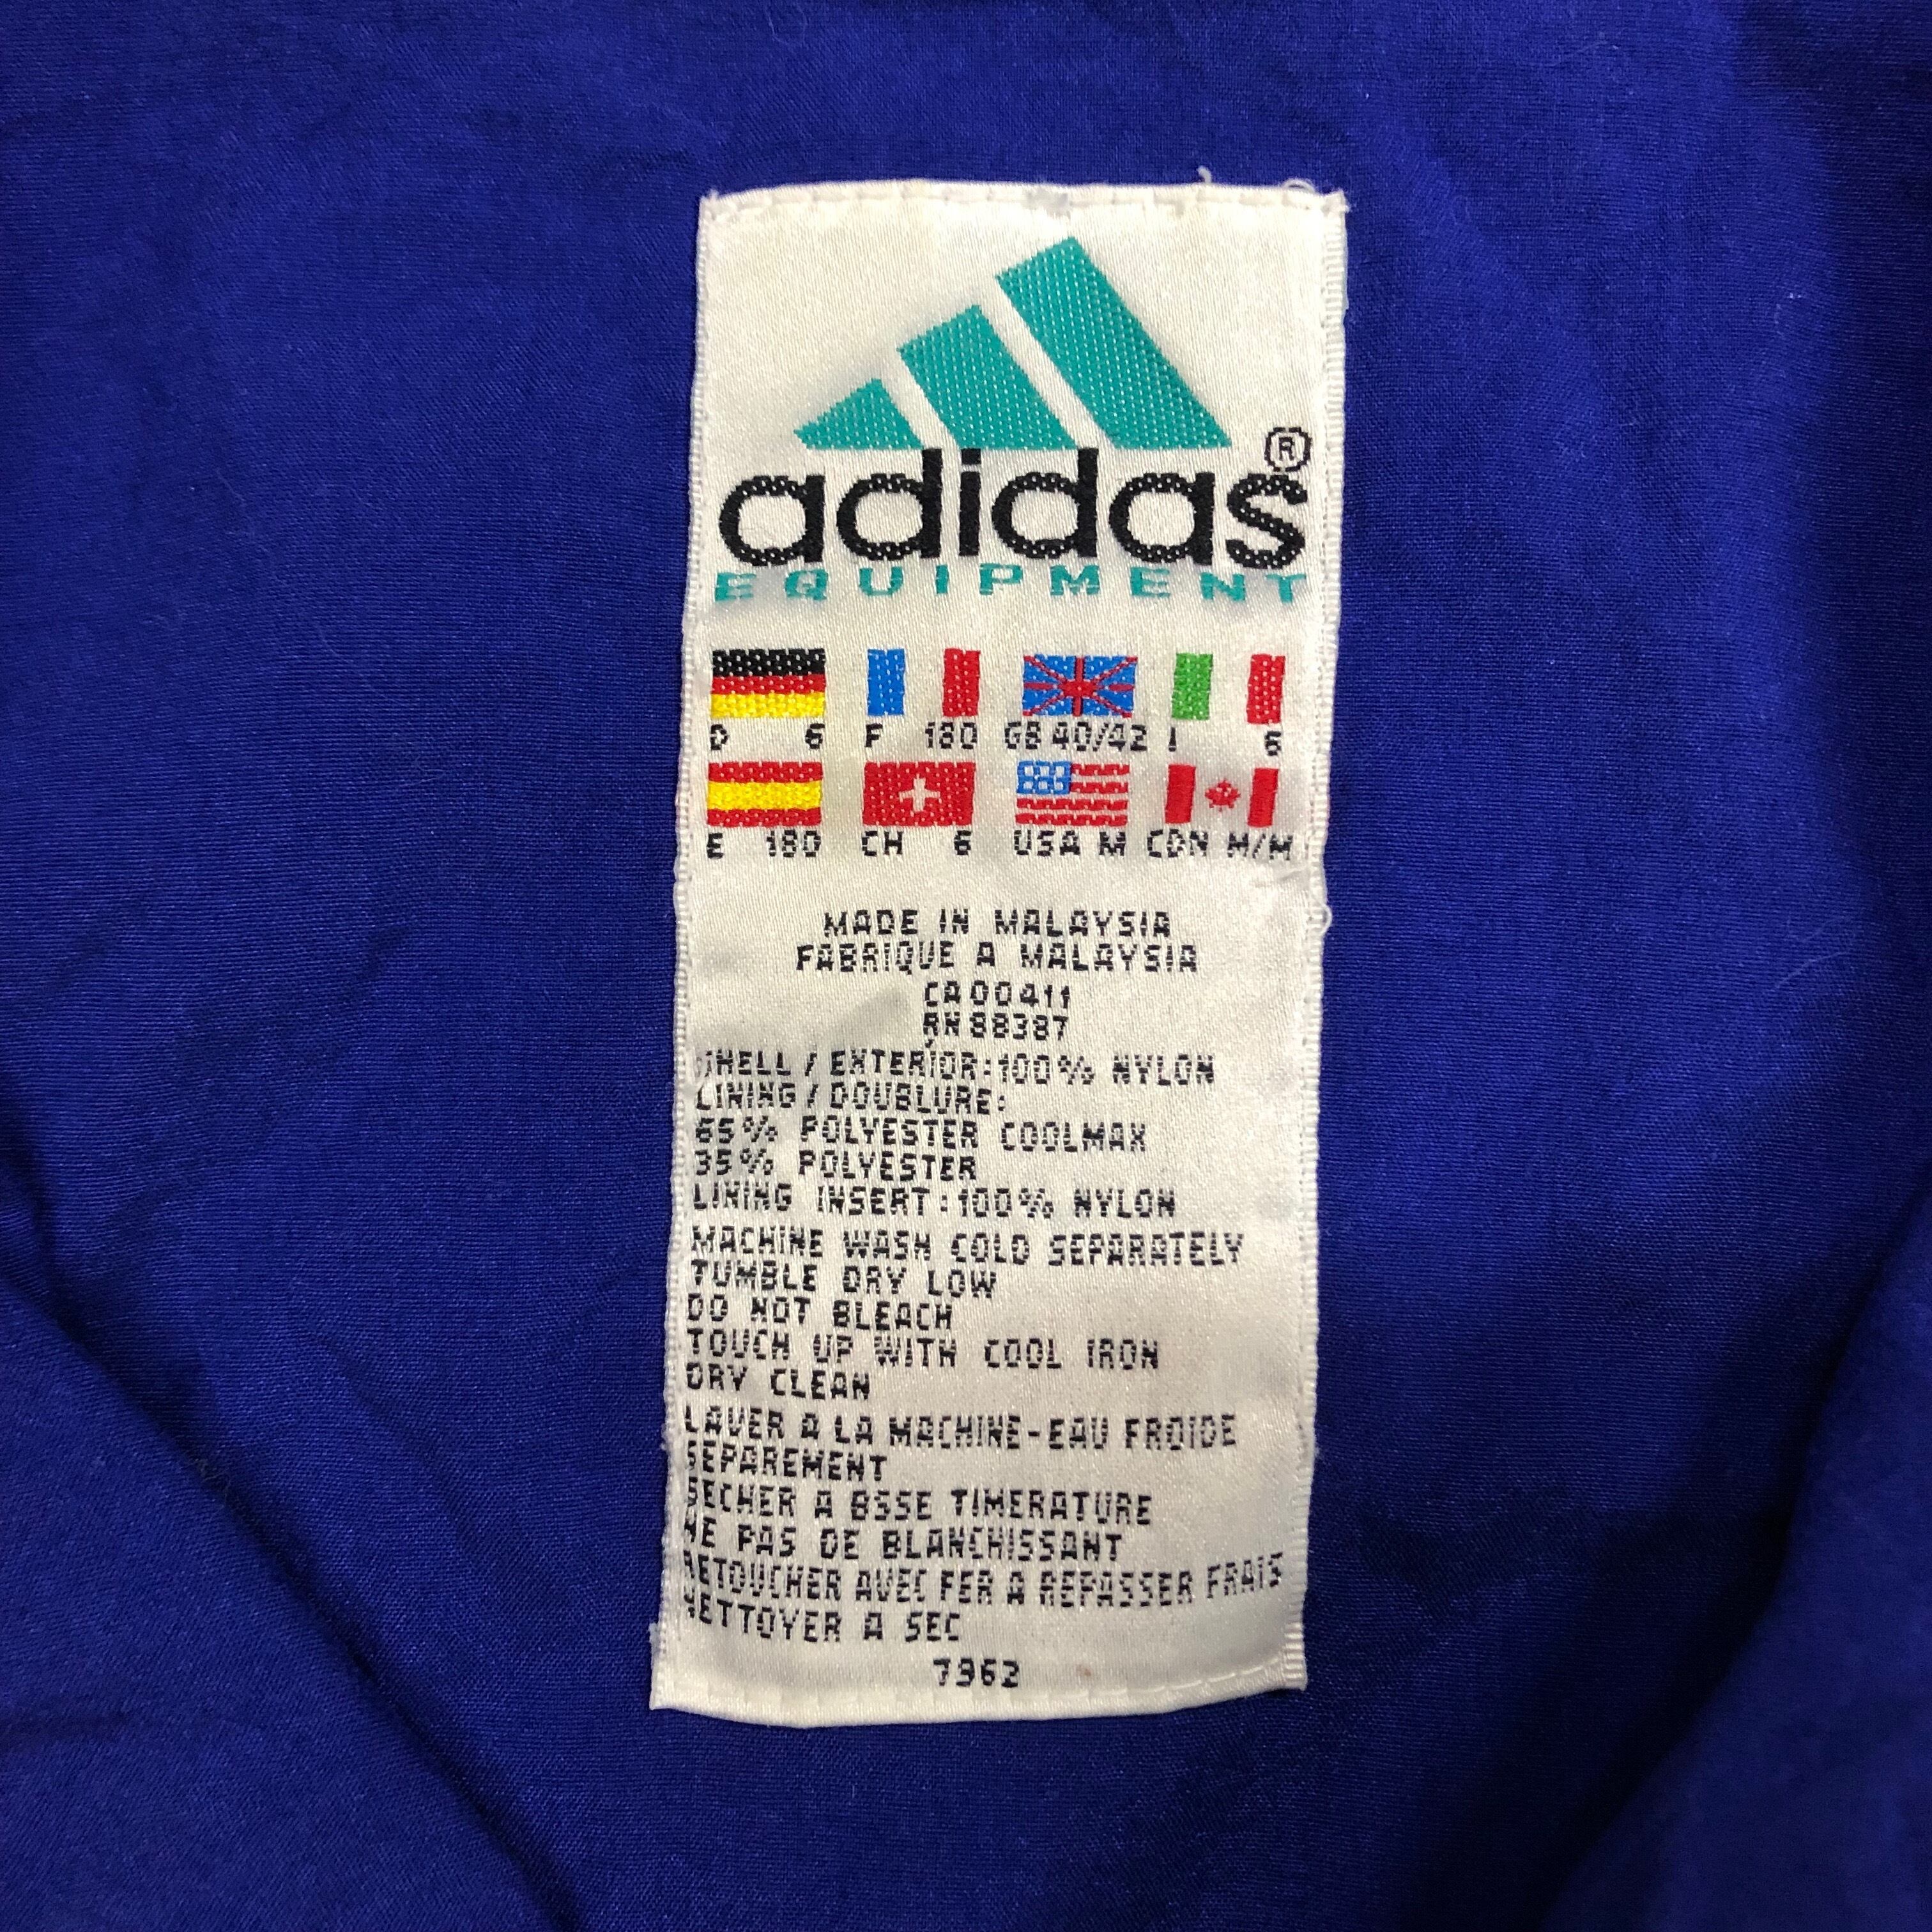 adidas®
EQUIPMENT
D 6 F 180 GB 40/42 I 6
E 180 CH 6 USA M CDN M/M
MADE IN MALAYSIA
FABRIQUE A MALAYSIA
CA00411
RN88387
SHELL / EXTERIOR:100% NYLON
LINING / DOUBLURE:
65% POLYESTER COOLMAX
35% POLYESTER
LINING INSERT:100% NYLON
MACHINE WASH COLD SEPARATELY
TUMBLE DRY LOW
DO NOT BLEACH
TOUCH UP WITH COOL IRON
DRY CLEAN
LAVER A LA MACHINE-EAU FROIDE
SEPAREMENT
SECHER A BSSE TIMERATURE
NE PAS DE BLANCHISSANT
RETOUCHER AVEC FER A REPASSER FRAIS
NETTOYER A SEC
7962